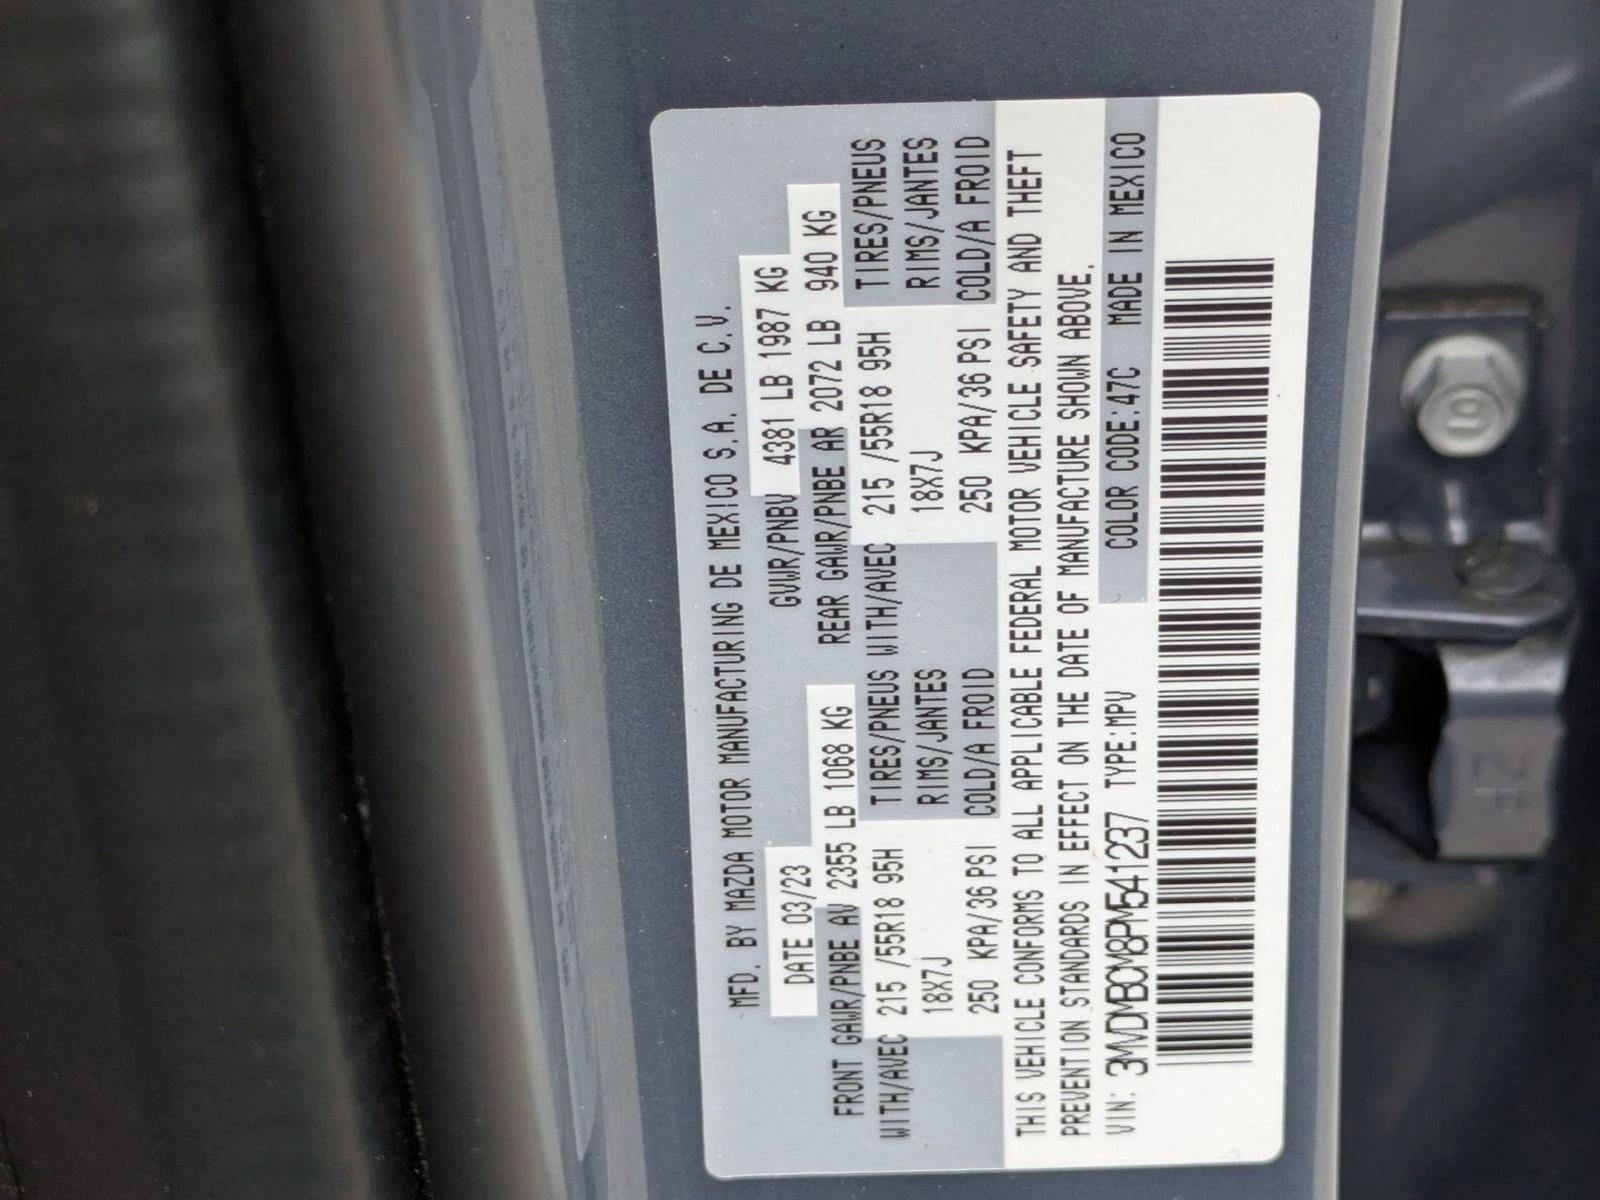 MFD. BY MAZDA MOTOR MANUFACTURING DE MEXICO S.A. DE C.V.
DATE 03/23 GVWR/PNBV 4381 LB 1987 KG
FRONT GAWR/PNBE AV 2355 LB 1068 KG REAR GAWR/PNBE AR 2072 LB 940 KG
WITH/AVEC 215 /55R18 95H TIRES/PNEUS WITH/AVEC 215 /55R18 95H TIRES/PNEUS
18X7J RIMS/JANTES 18X7J RIMS/JANTES
250 KPA/36 PSI COLD/A FROID 250 KPA/36 PSI COLD/A FROID
THIS VEHICLE CONFORMS TO ALL APPLICABLE FEDERAL MOTOR VEHICLE SAFETY AND THEFT
PREVENTION STANDARDS IN EFFECT ON THE DATE OF MANUFACTURE SHOWN ABOVE.
VIN: 3MVDMBCM8PM541237 TYPE:MPV COLOR CODE:47C MADE IN MEXICO